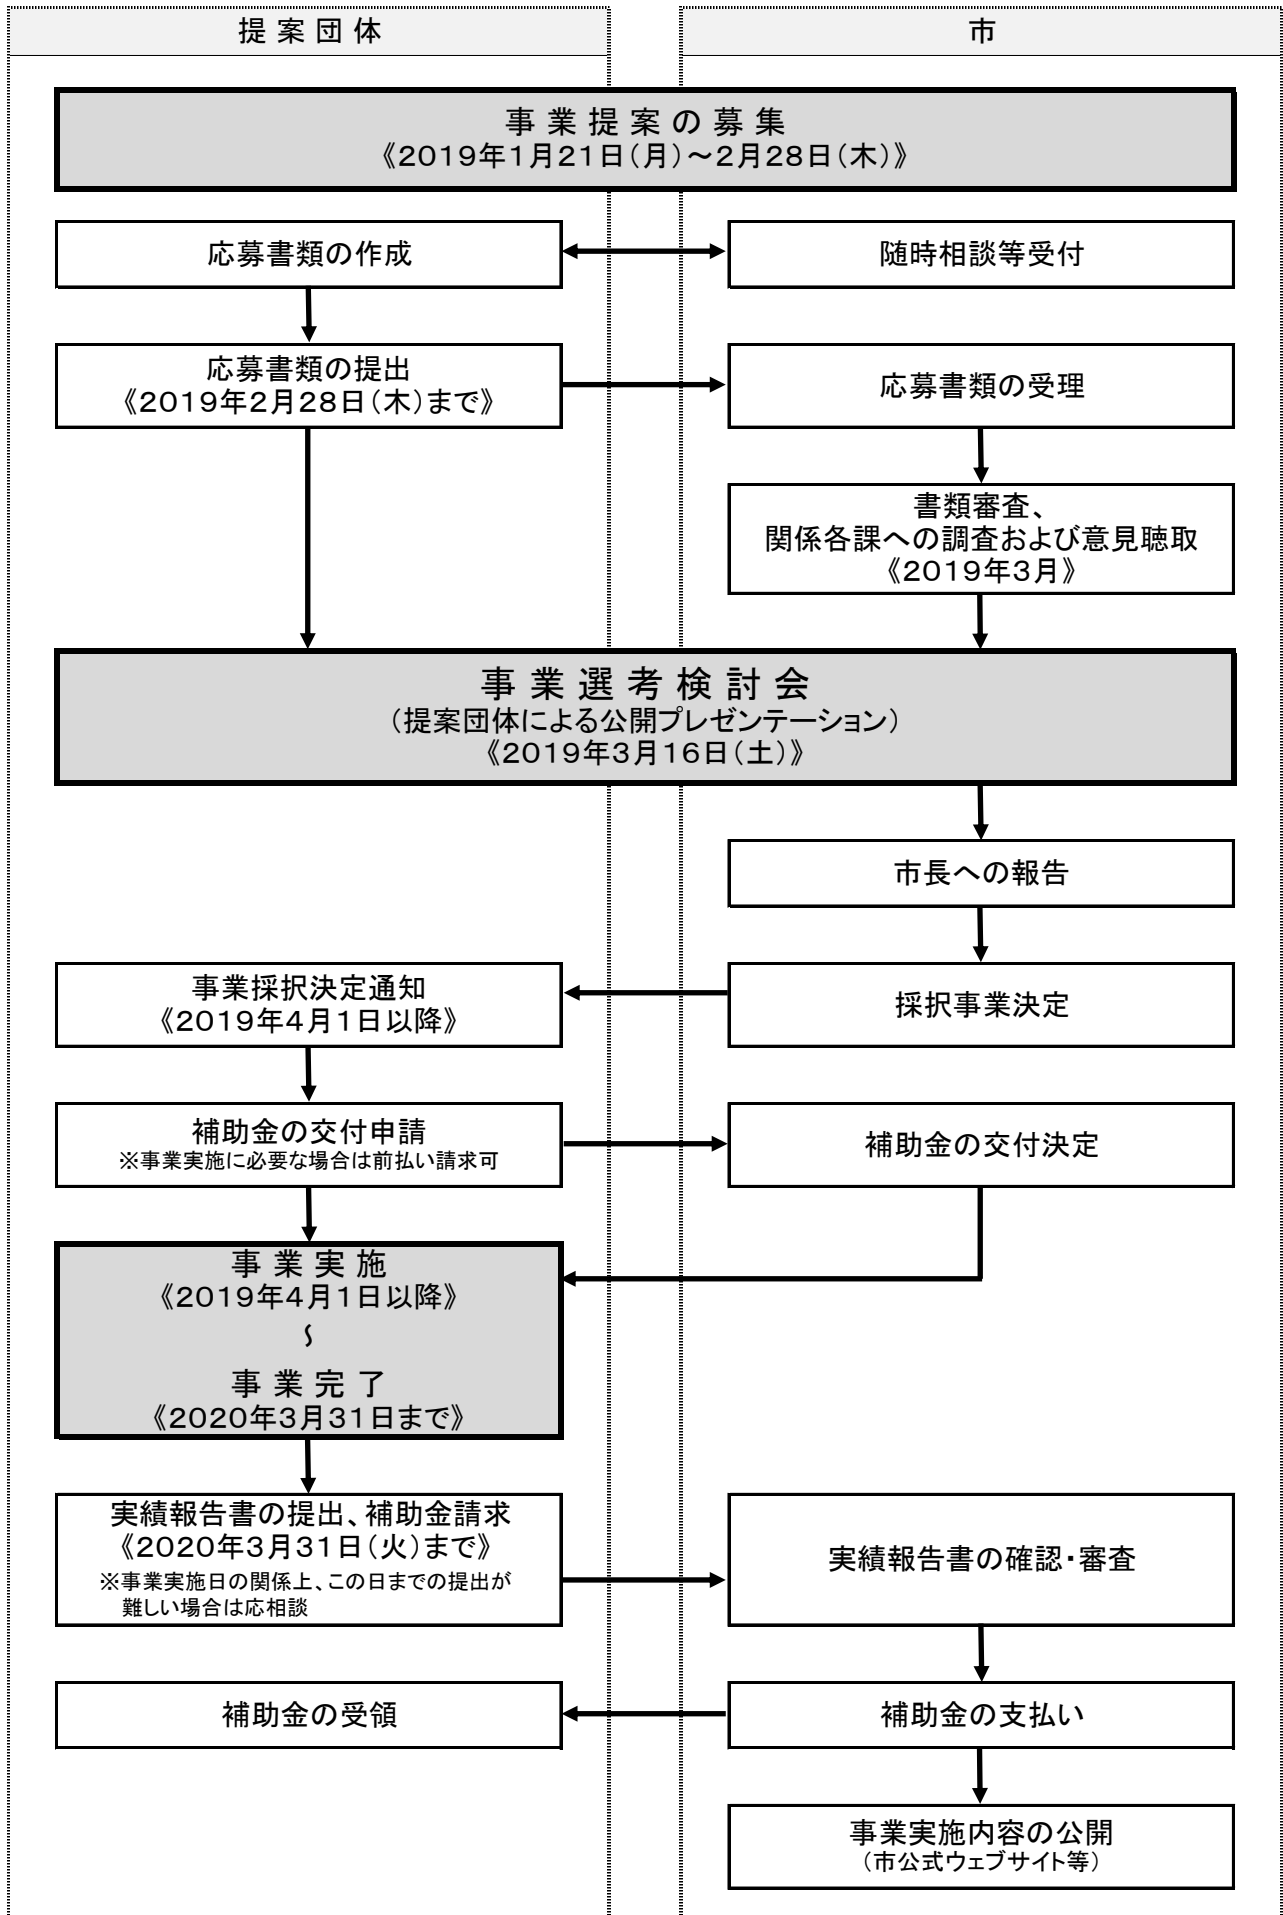 提案団体
市
事業提案の募集
《2019年1月21日(月)～2月28日(木)》
応募書類の作成
随時相談等受付
応募書類の提出
《2019年2月28日(木)まで》
応募書類の受理
書類審査、
関係各課への調査および意見聴取
《2019年3月》
事業選考検討会
(提案団体による公開プレゼンテーション)
《2019年3月16日(土)》
市長への報告
事業採択決定通知
《2019年4月1日以降》
採択事業決定
補助金の交付申請
※事業実施に必要な場合は前払い請求可
補助金の交付決定
事業実施
《2019年4月1日以降》
～
事業完了
《2020年3月31日まで》
実績報告書の提出、補助金請求
《2020年3月31日(火)まで》
※事業実施日の関係上、この日までの提出が
難しい場合は応相談
実績報告書の確認・審査
補助金の受領
補助金の支払い
事業実施内容の公開
(市公式ウェブサイト等)